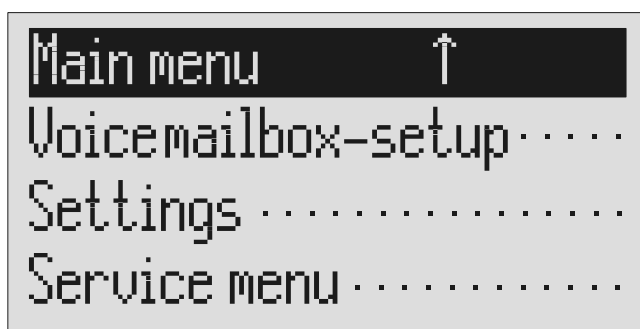 Main menu ↑
Voicemailbox-setup·····
Settings················
Service menu············